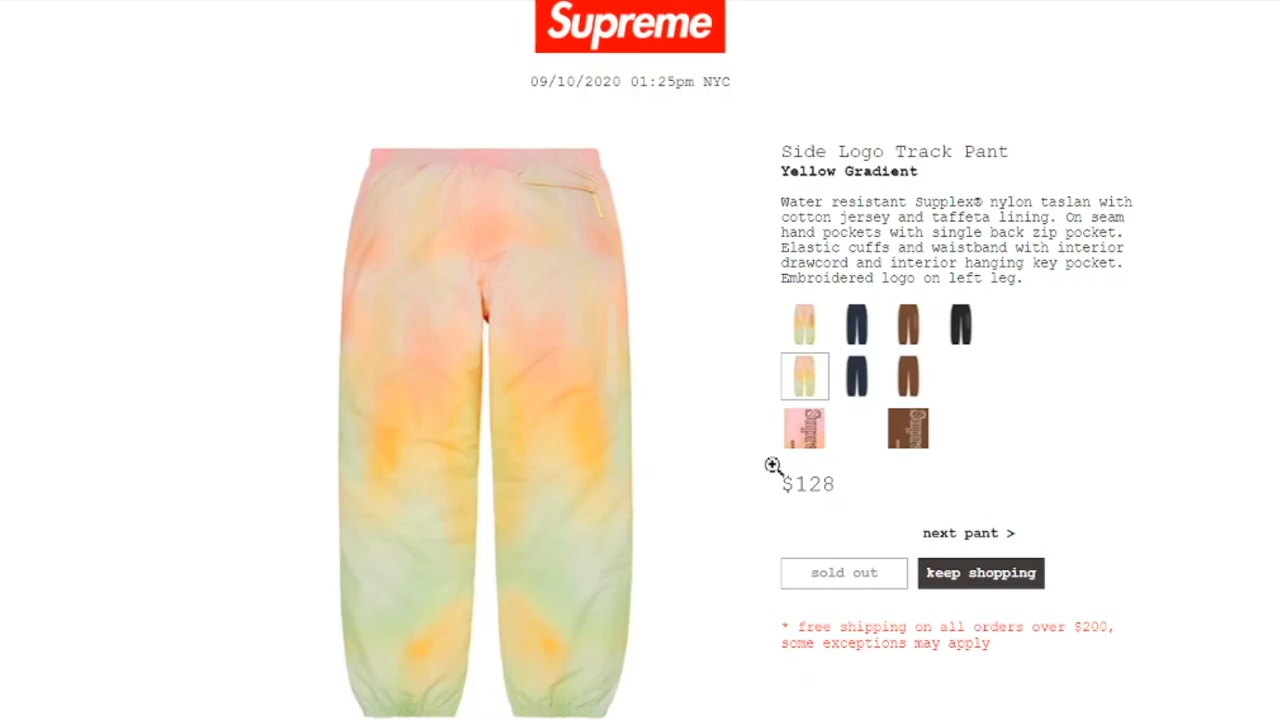 Supreme
09/10/2020 01:25pm NYC
Side Logo Track Pant
Yellow Gradient
Water resistant Supplex® nylon taslan with
cotton jersey and taffeta lining. On seam
hand pockets with single back zip pocket.
Elastic cuffs and waistband with interior
drawcord and interior hanging key pocket.
Embroidered logo on left leg.
$128
next pant >
sold out
keep shopping
* free shipping on all orders over $200,
some exceptions may apply